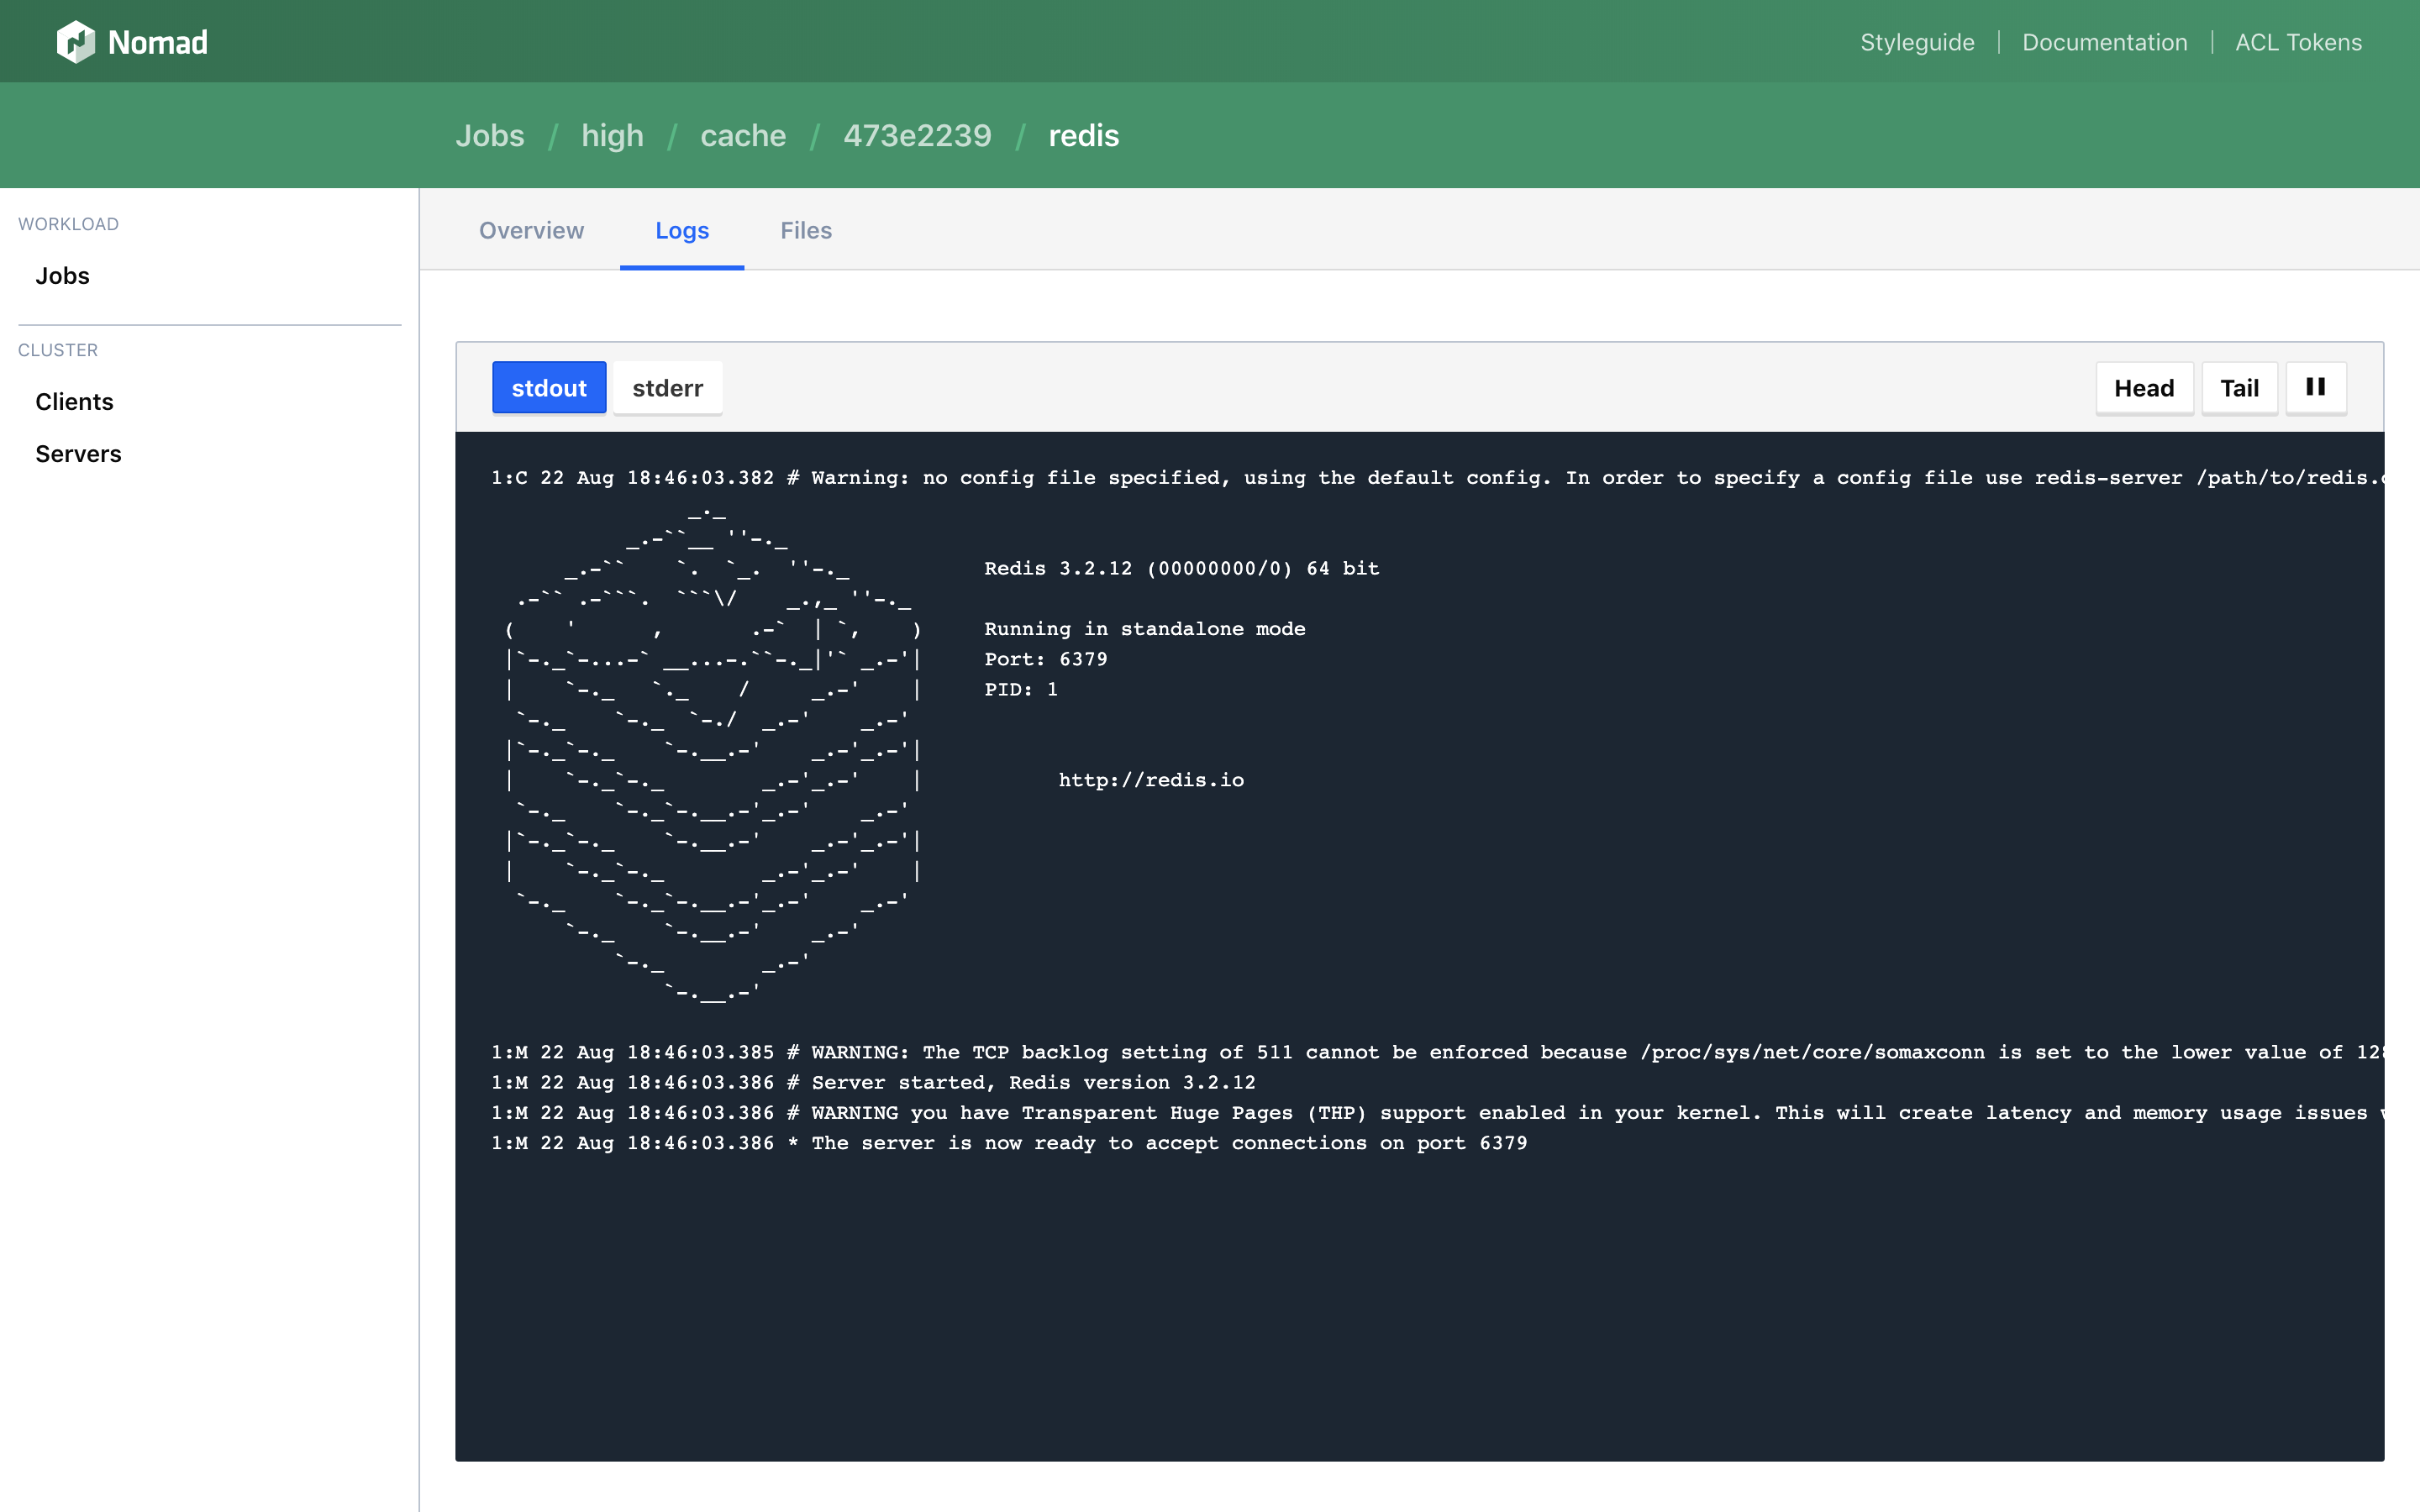 Nomad
Styleguide Documentation ACL Tokens
Jobs / high / cache / 473e2239 / redis
WORKLOAD
Jobs
CLUSTER
Clients
Servers
Overview Logs Files
stdout stderr Head Tail
1:C 22 Aug 18:46:03.382 # Warning: no config file specified, using the default config. In order to specify a config file use redis-server /path/to/redis.
Redis 3.2.12 (00000000/0) 64 bit
Running in standalone mode
Port: 6379
PID: 1
http://redis.io
1:M 22 Aug 18:46:03.385 # WARNING: The TCP backlog setting of 511 cannot be enforced because /proc/sys/net/core/somaxconn is set to the lower value of 128
1:M 22 Aug 18:46:03.386 # Server started, Redis version 3.2.12
1:M 22 Aug 18:46:03.386 # WARNING you have Transparent Huge Pages (THP) support enabled in your kernel. This will create latency and memory usage issues
1:M 22 Aug 18:46:03.386 * The server is now ready to accept connections on port 6379